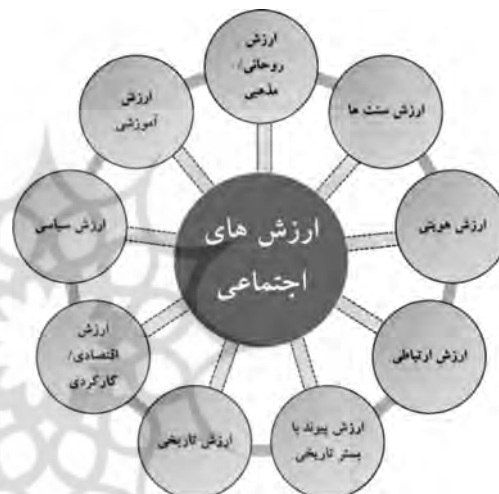 ارزش های
اجتماعی
ارزش
روحانی/
مذهبی
ارزش سنت ها
ارزش هویتی
ارزش ارتباطی
ارزش پیوند با
بستر تاریخی
ارزش تاریخی
ارزش
اقتصادی/
کارکردی
ارزش سیاسی
ارزش
آموزشی